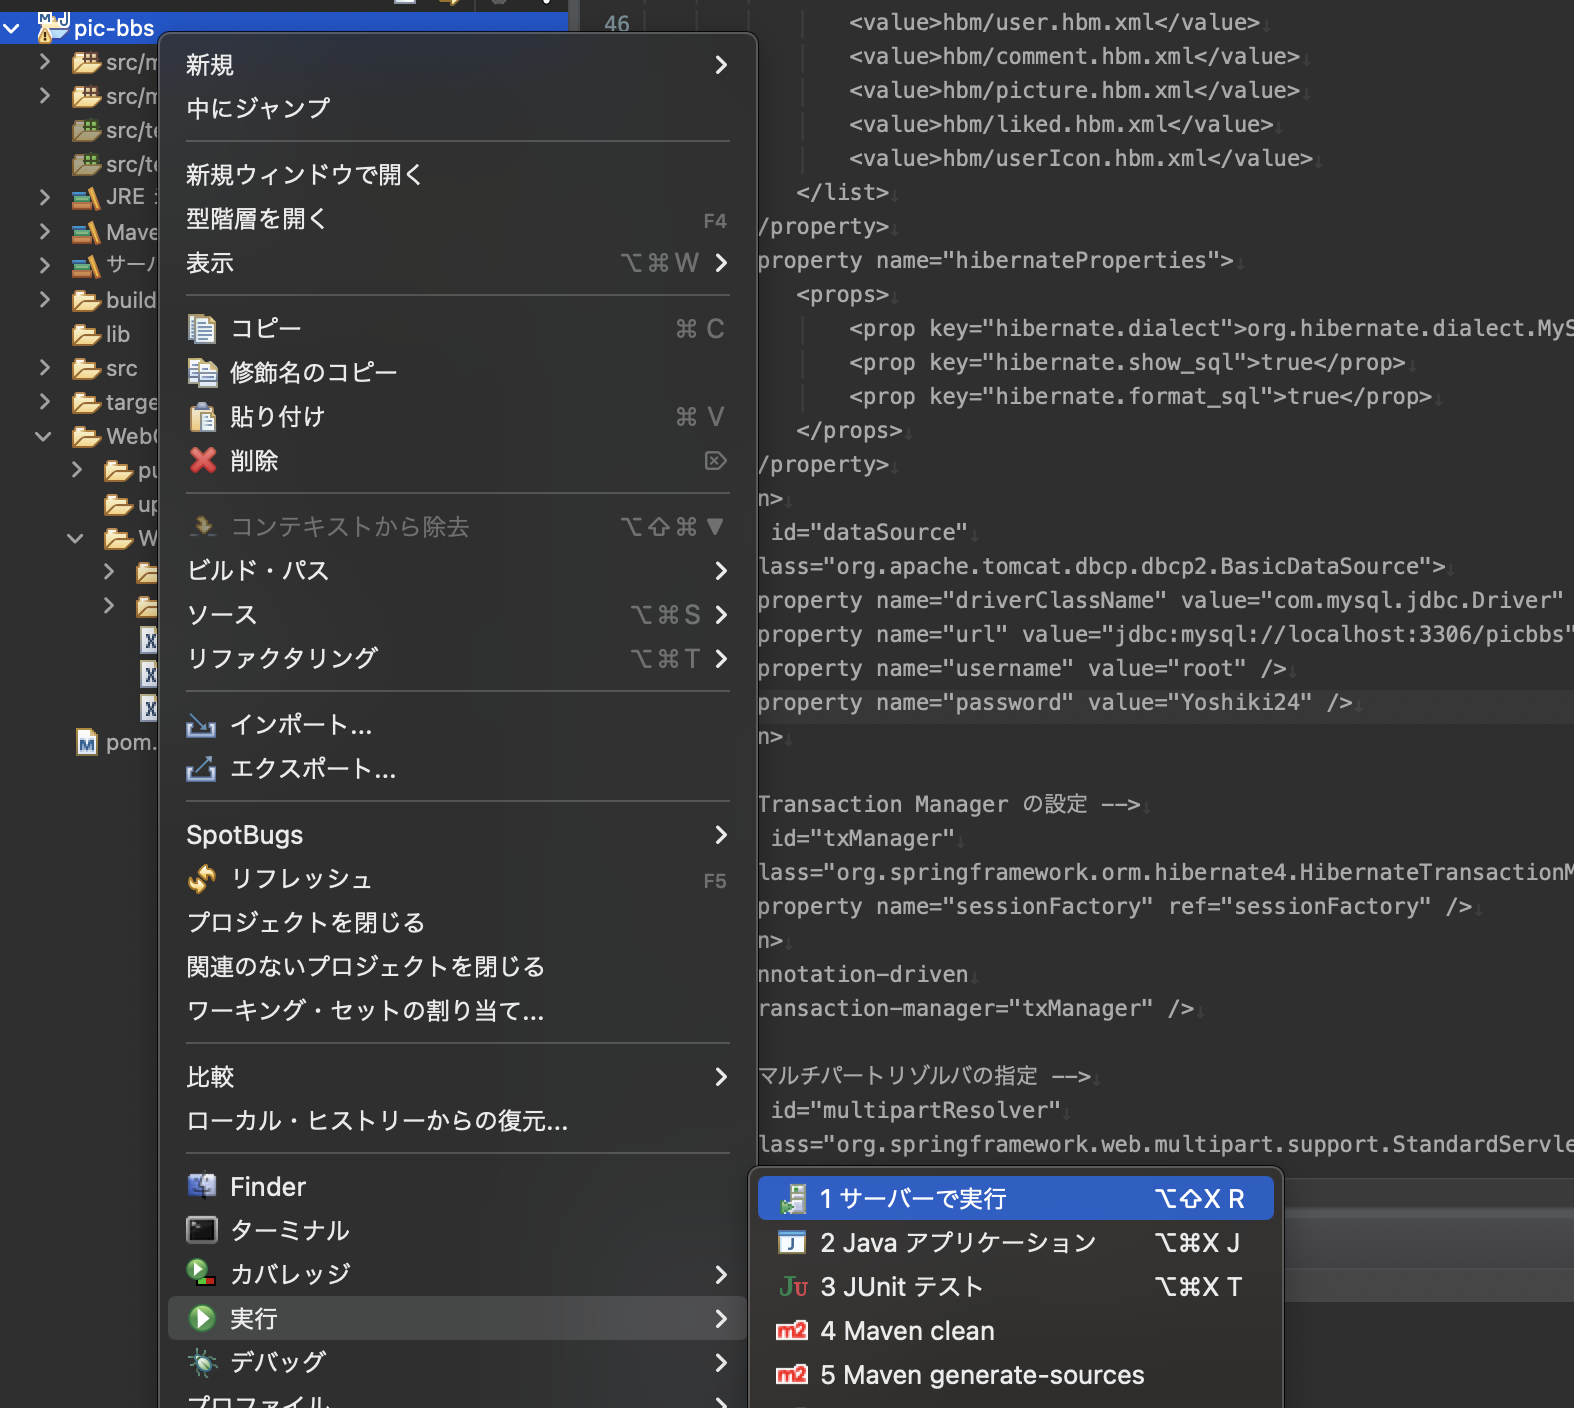 pic-bbs
src/m
src/m
src/te
src/te
JRE
Mave
サーバ
build
lib
src
targe
Web
pu
up
W
pom.
新規
中にジャンプ
新規ウィンドウで開く
型階層を開く F4
表示 ⌥⌘W
コピー ⌘C
修飾名のコピー
貼り付け ⌘V
削除 ⌦
コンテキストから除去 ⌥⇧⌘▼
ビルド・パス
ソース ⌥⌘S
リファクタリング ⌥⌘T
インポート...
エクスポート...
SpotBugs
リフレッシュ F5
プロジェクトを閉じる
関連のないプロジェクトを閉じる
ワーキング・セットの割り当て...
比較
ローカル・ヒストリーからの復元...
Finder
ターミナル
カバレッジ
実行
デバッグ
プロファイル
1 サーバーで実行 ⌥⇧X R
2 Java アプリケーション ⌥⌘X J
3 JUnit テスト ⌥⌘X T
4 Maven clean
5 Maven generate-sources
46
<value>hbm/user.hbm.xml</value>
<value>hbm/comment.hbm.xml</value>
<value>hbm/picture.hbm.xml</value>
<value>hbm/liked.hbm.xml</value>
<value>hbm/userIcon.hbm.xml</value>
</list>
/property>
property name="hibernateProperties">
<props>
<prop key="hibernate.dialect">org.hibernate.dialect.MyS
<prop key="hibernate.show_sql">true</prop>
<prop key="hibernate.format_sql">true</prop>
</props>
/property>
n>
id="dataSource"
lass="org.apache.tomcat.dbcp.dbcp2.BasicDataSource">
property name="driverClassName" value="com.mysql.jdbc.Driver"
property name="url" value="jdbc:mysql://localhost:3306/picbbs"
property name="username" value="root" />
property name="password" value="Yoshiki24" />
n>
Transaction Manager の設定 -->
id="txManager"
lass="org.springframework.orm.hibernate4.HibernateTransactionM
property name="sessionFactory" ref="sessionFactory" />
n>
nnotation-driven
ransaction-manager="txManager" />
マルチパートリゾルバの指定 -->
id="multipartResolver"
lass="org.springframework.web.multipart.support.StandardServle